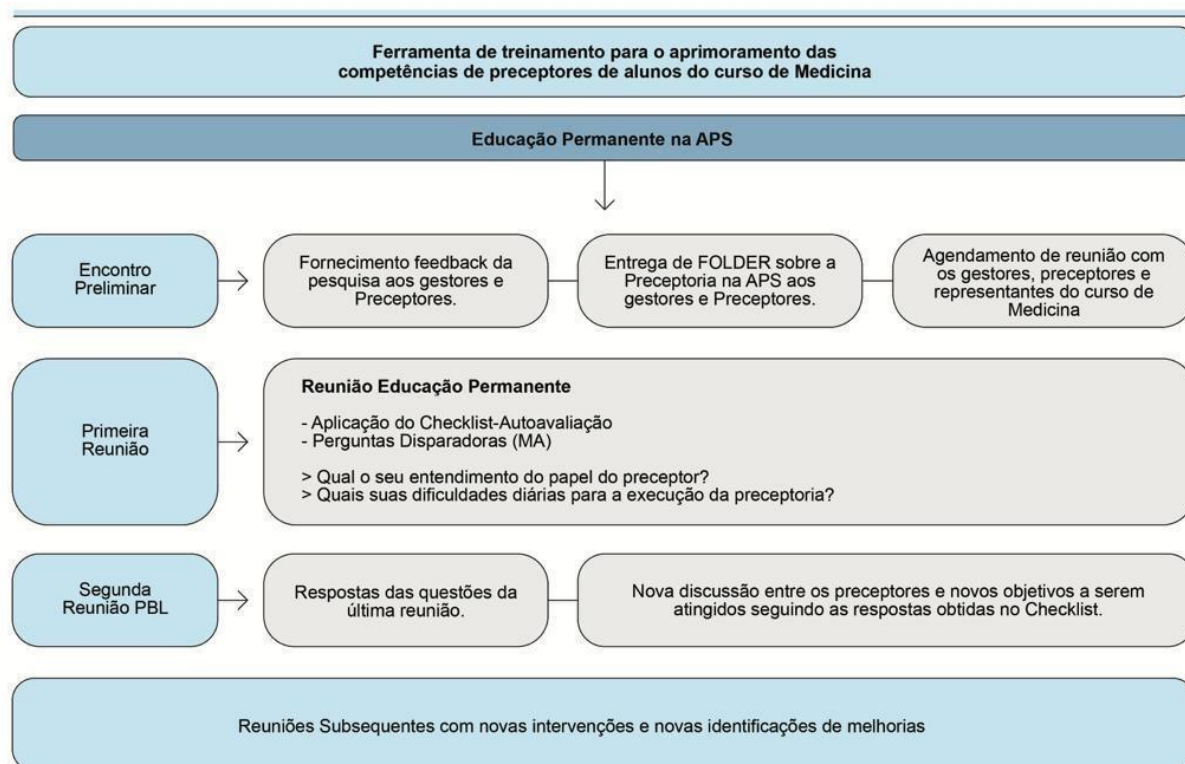 Ferramenta de treinamento para o aprimoramento das
competências de preceptores de alunos do curso de Medicina
Educação Permanente na APS
Encontro
Preliminar
Fornecimento feedback da
pesquisa aos gestores e
Preceptores.
Entrega de FOLDER sobre a
Preceptoria na APS aos
gestores e Preceptores.
Agendamento de reunião com
os gestores, preceptores e
representantes do curso de
Medicina
Primeira
Reunião
Reunião Educação Permanente
- Aplicação do Checklist-Autoavaliação
- Perguntas Disparadoras (MA)
> Qual o seu entendimento do papel do preceptor?
> Quais suas dificuldades diárias para a execução da preceptoria?
Segunda
Reunião PBL
Respostas das questões da
última reunião.
Nova discussão entre os preceptores e novos objetivos a serem
atingidos seguindo as respostas obtidas no Checklist.
Reuniões Subsequentes com novas intervenções e novas identificações de melhorias